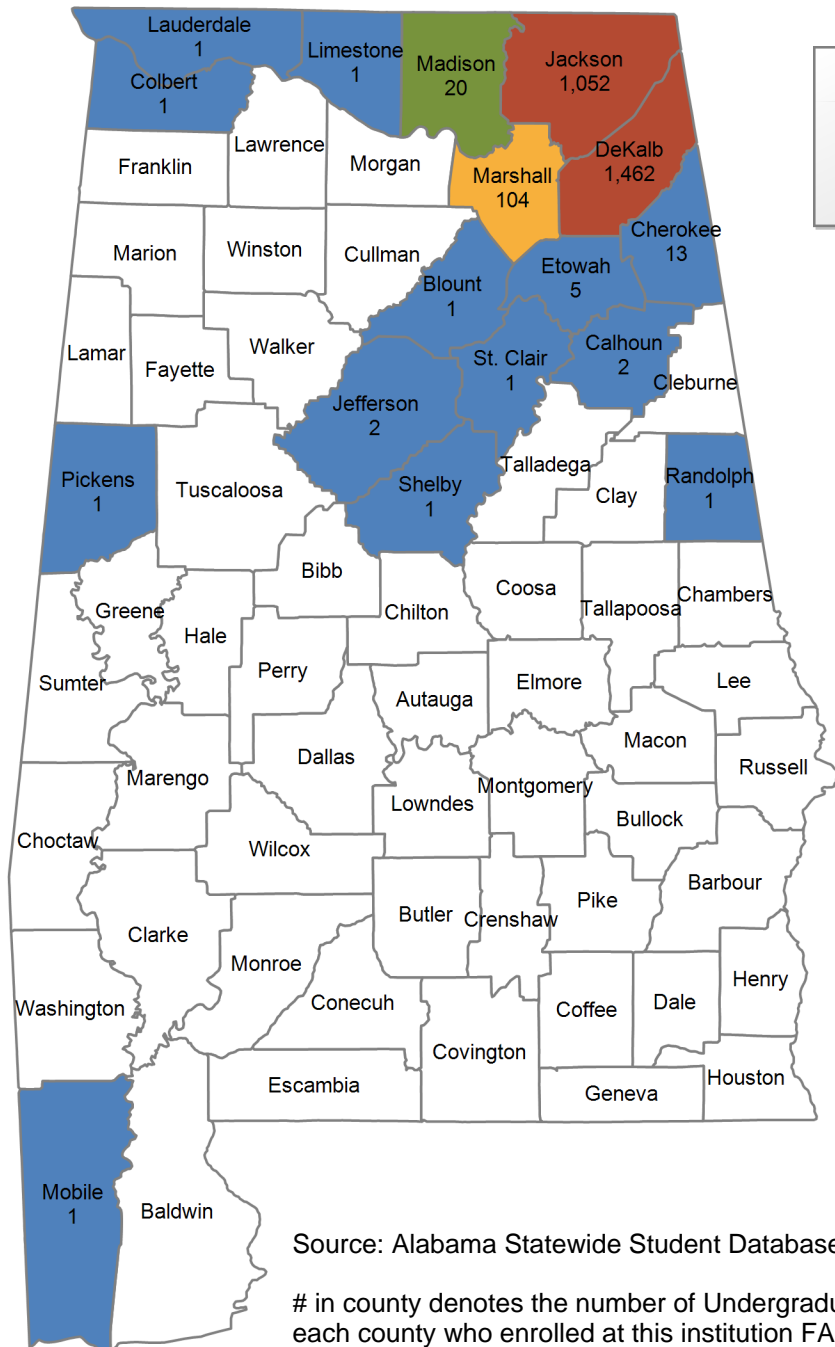 Lauderdale
1
Limestone
1
Madison
20
Jackson
1,052
Colbert
1
Lawrence
Franklin
Morgan
Marshall
104
DeKalb
1,462
Cherokee
13
Marion
Winston
Cullman
Blount
1
Etowah
5
Lamar
Fayette
Walker
St. Clair
1
Calhoun
2
Cleburne
Jefferson
2
Pickens
1
Tuscaloosa
Shelby
1
Talladega
Clay
Randolph
1
Bibb
Greene
Hale
Chilton
Coosa
Tallapoosa
Chambers
Perry
Sumter
Autauga
Elmore
Lee
Dallas
Macon
Marengo
Lowndes
Montgomery
Russell
Choctaw
Wilcox
Bullock
Barbour
Clarke
Butler
Crenshaw
Pike
Monroe
Washington
Conecuh
Coffee
Dale
Henry
Covington
Escambia
Geneva
Houston
Mobile
1
Baldwin
Source: Alabama Statewide Student Database
# in county denotes the number of Undergradu
each county who enrolled at this institution FA